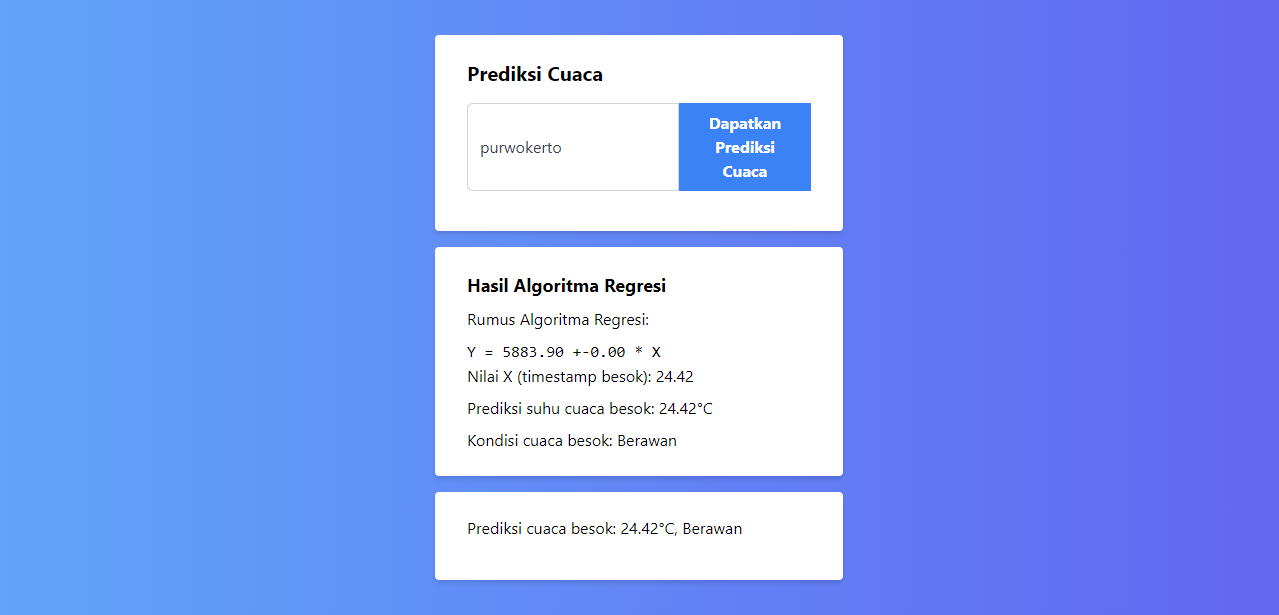 Prediksi Cuaca
purwokerto
Dapatkan
Prediksi
Cuaca
Hasil Algoritma Regresi
Rumus Algoritma Regresi:
Y = 5883.90 +-0.00 * X
Nilai X (timestamp besok): 24.42
Prediksi suhu cuaca besok: 24.42°C
Kondisi cuaca besok: Berawan
Prediksi cuaca besok: 24.42°C, Berawan